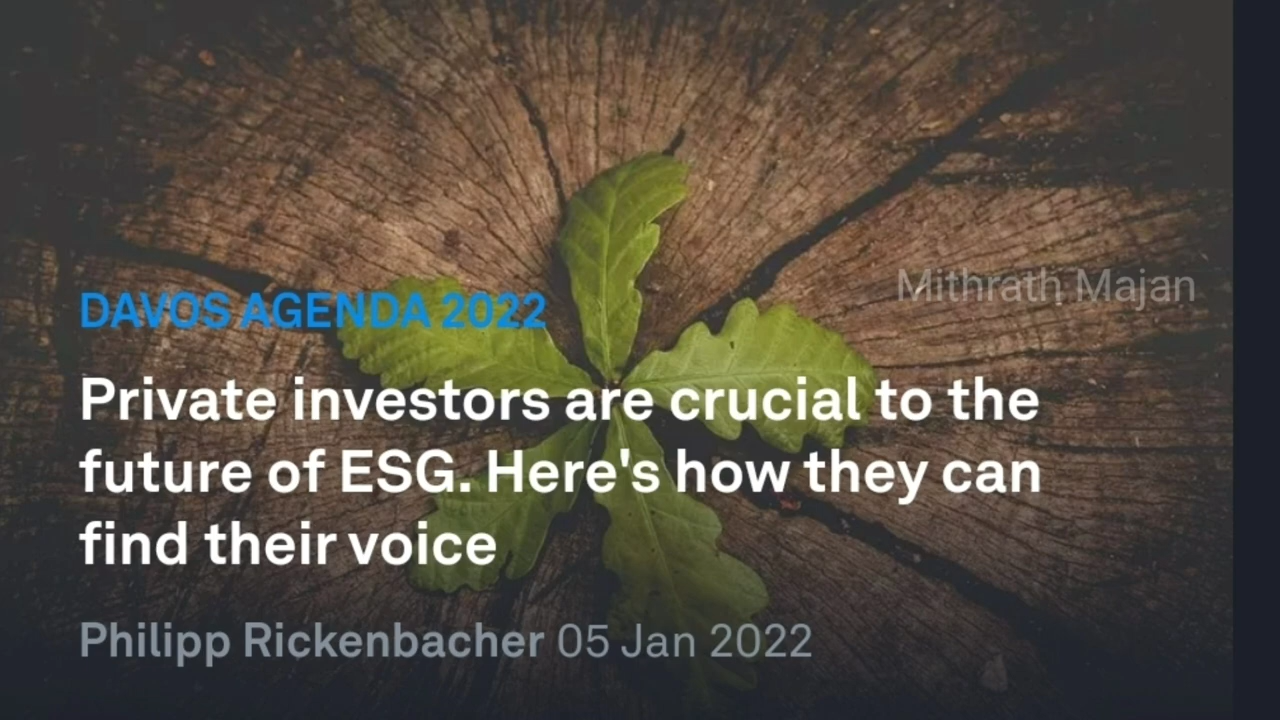 Mithrath Majan
DAVOS AGENDA 2022
Private investors are crucial to the
future of ESG. Here's how they can
find their voice
Philipp Rickenbacher 05 Jan 2022